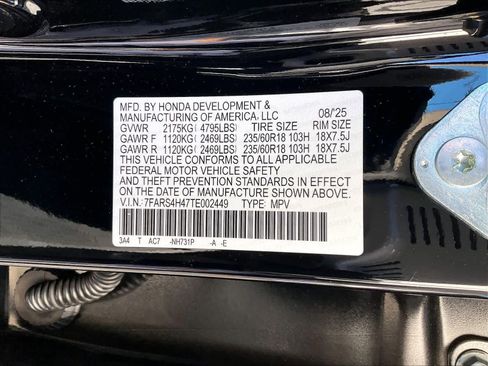 MFD. BY HONDA DEVELOPMENT &
MANUFACTURING OF AMERICA, LLC 08/'25
GVWR 2175KG( 4795LBS) TIRE SIZE RIM SIZE
GAWR F 1120KG( 2469LBS) 235/60R18 103H 18X7.5J
GAWR R 1120KG( 2469LBS) 235/60R18 103H 18X7.5J
THIS VEHICLE CONFORMS TO ALL APPLICABLE
FEDERAL MOTOR VEHICLE SAFETY
AND THEFT PREVENTION STANDARDS IN EFFECT
ON THE DATE OF MANUFACTURE SHOWN ABOVE.
V.I.N.: 7FARS4H47TE002449 TYPE: MPV
3A4 T AC7 -NH731P -A -E